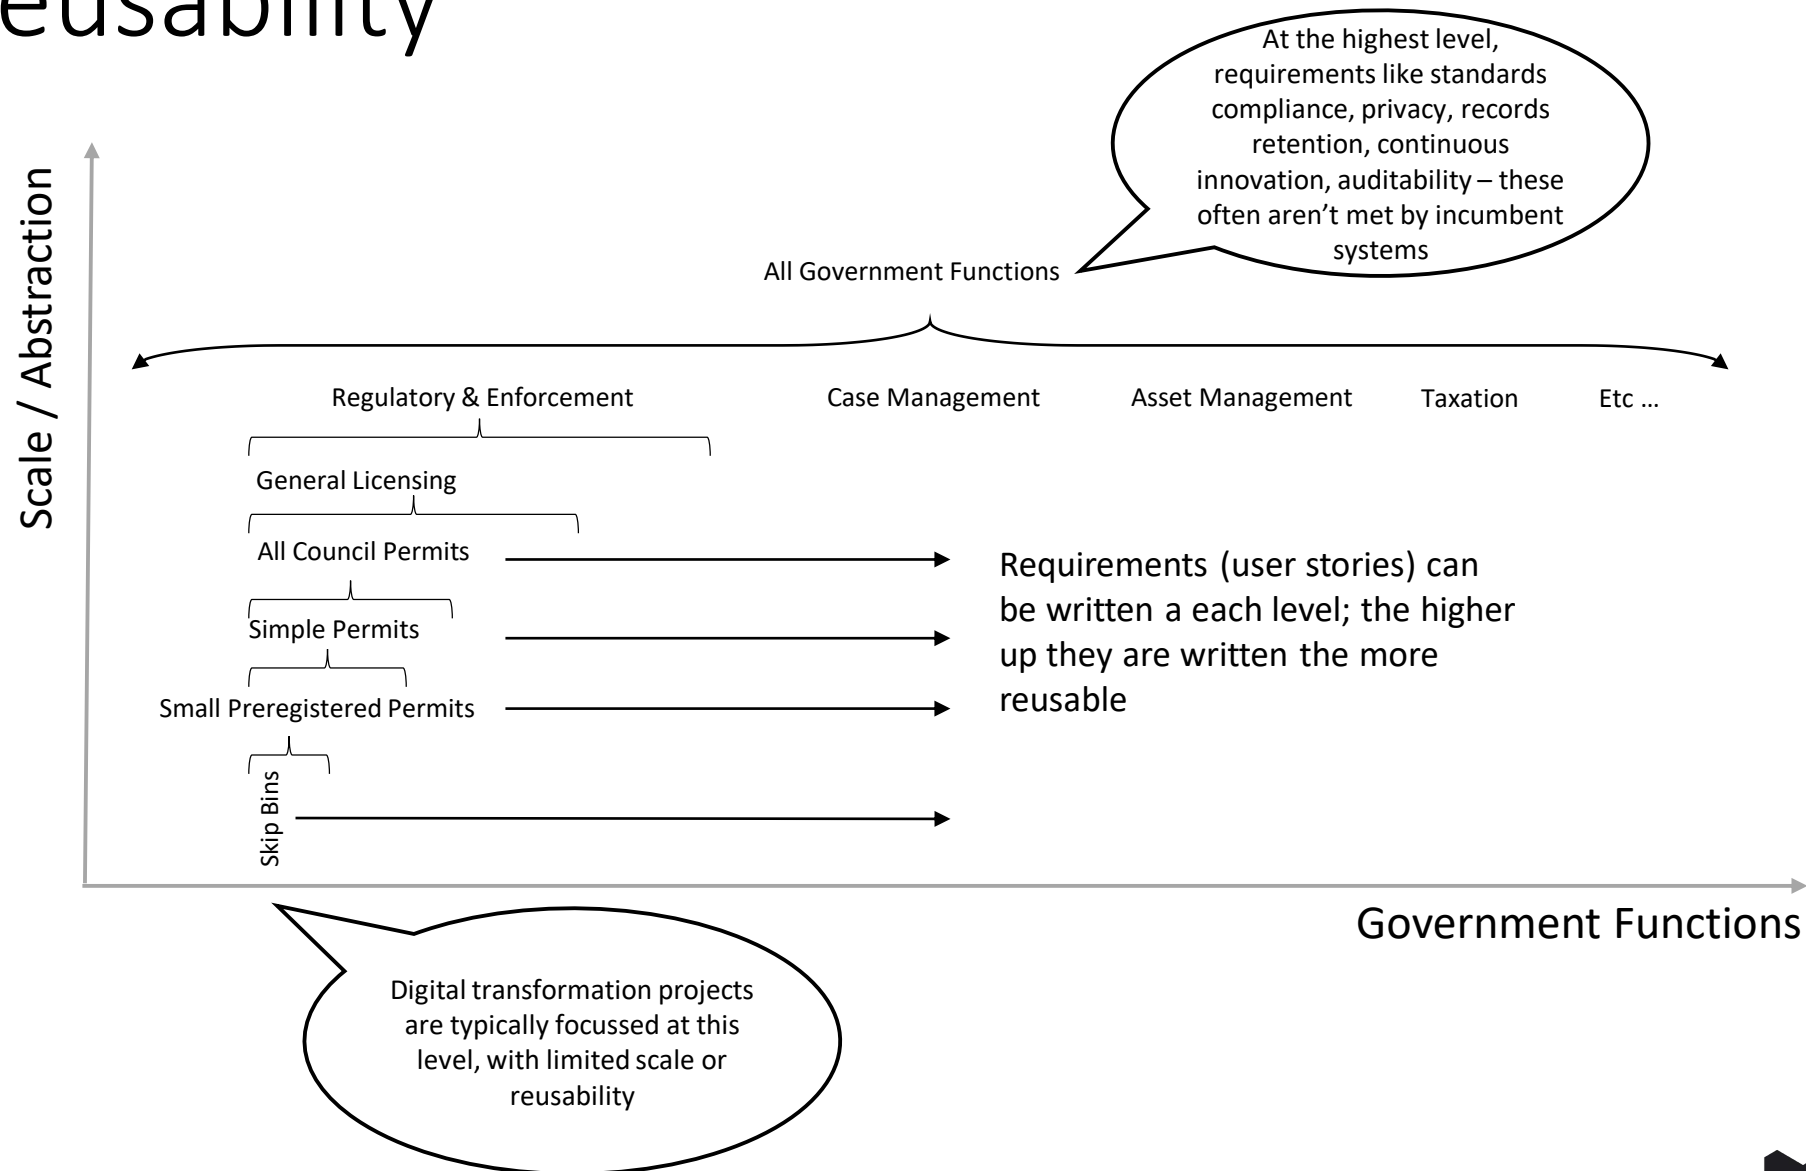 eusability
At the highest level,
requirements like standards
compliance, privacy, records
retention, continuous
innovation, auditability – these
often aren't met by incumbent
systems
Scale / Abstraction
All Government Functions
Regulatory & Enforcement
Case Management
Asset Management
Taxation
Etc ...
General Licensing
All Council Permits
Simple Permits
Small Preregistered Permits
Skip Bins
Requirements (user stories) can
be written a each level; the higher
up they are written the more
reusable
Government Functions
Digital transformation projects
are typically focussed at this
level, with limited scale or
reusability